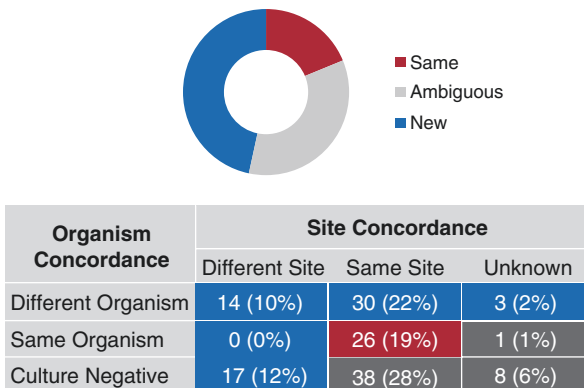 Same
Ambiguous
New
Organism Concordance
Site Concordance
Different Site Same Site Unknown
Different Organism 14 (10%) 30 (22%) 3 (2%)
Same Organism 0 (0%) 26 (19%) 1 (1%)
Culture Negative 17 (12%) 38 (28%) 8 (6%)